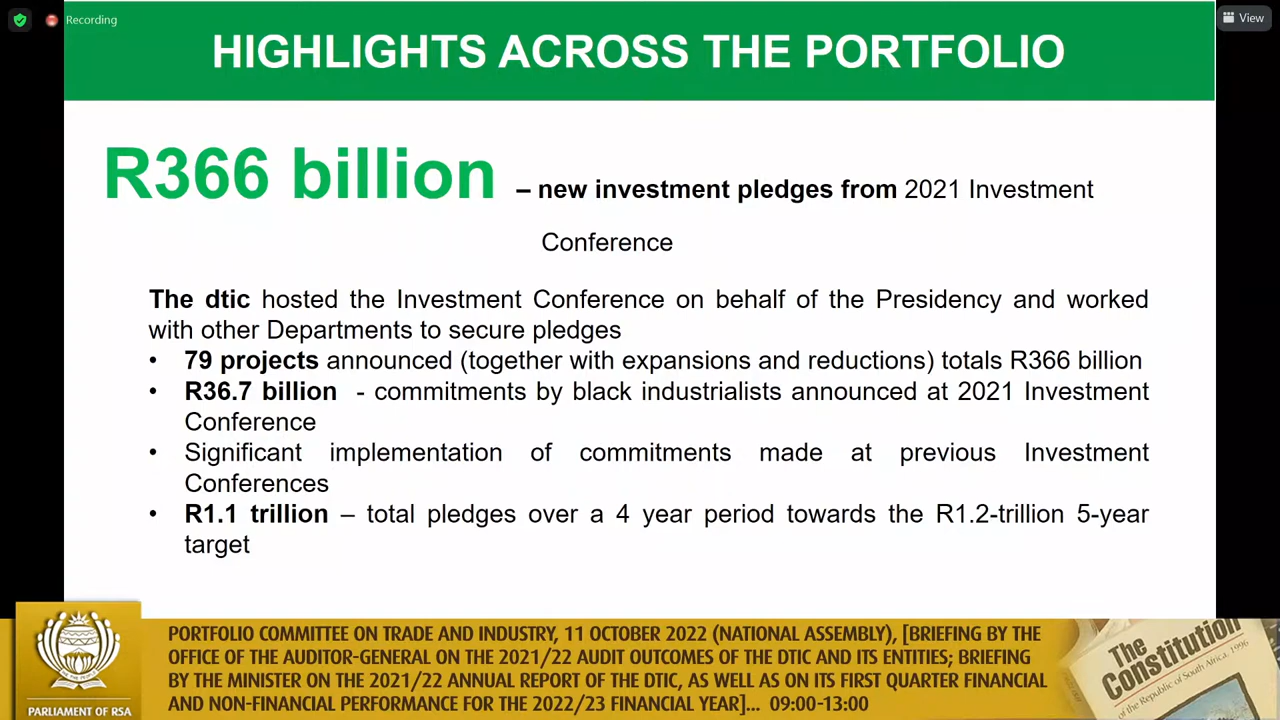 Recording
View
HIGHLIGHTS ACROSS THE PORTFOLIO
R366 billion – new investment pledges from 2021 Investment
Conference
The dtic hosted the Investment Conference on behalf of the Presidency and worked
with other Departments to secure pledges
• 79 projects announced (together with expansions and reductions) totals R366 billion
• R36.7 billion - commitments by black industrialists announced at 2021 Investment
Conference
• Significant implementation of commitments made at previous Investment
Conferences
• R1.1 trillion – total pledges over a 4 year period towards the R1.2-trillion 5-year
target
PORTFOLIO COMMITTEE ON TRADE AND INDUSTRY, 11 OCTOBER 2022 (NATIONAL ASSEMBLY), [BRIEFING BY THE
OFFICE OF THE AUDITOR-GENERAL ON THE 2021/22 AUDIT OUTCOMES OF THE DTIC AND ITS ENTITIES; BRIEFING
BY THE MINISTER ON THE 2021/22 ANNUAL REPORT OF THE DTIC, AS WELL AS ON ITS FIRST QUARTER FINANCIAL
AND NON-FINANCIAL PERFORMANCE FOR THE 2022/23 FINANCIAL YEAR]... 09:00-13:00
PARLIAMENT OF RSA
The
Constitution
of the Republic of South Africa, 1996